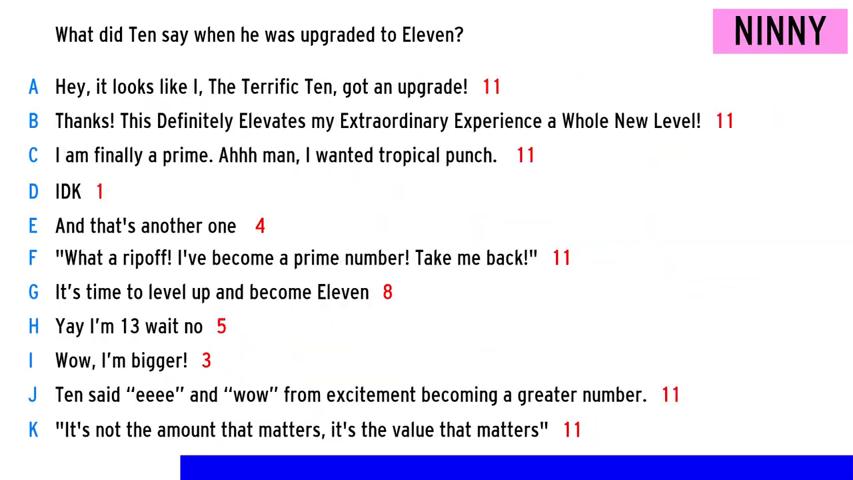 What did Ten say when he was upgraded to Eleven?
NINNY
A Hey, it looks like I, The Terrific Ten, got an upgrade! 11
B Thanks! This Definitely Elevates my Extraordinary Experience a Whole New Level! 11
C I am finally a prime. Ahhh man, I wanted tropical punch. 11
D IDK 1
E And that's another one 4
F "What a ripoff! I've become a prime number! Take me back!" 11
G It’s time to level up and become Eleven 8
H Yay I’m 13 wait no 5
I Wow, I’m bigger! 3
J Ten said “eeee” and “wow” from excitement becoming a greater number. 11
K "It's not the amount that matters, it's the value that matters" 11